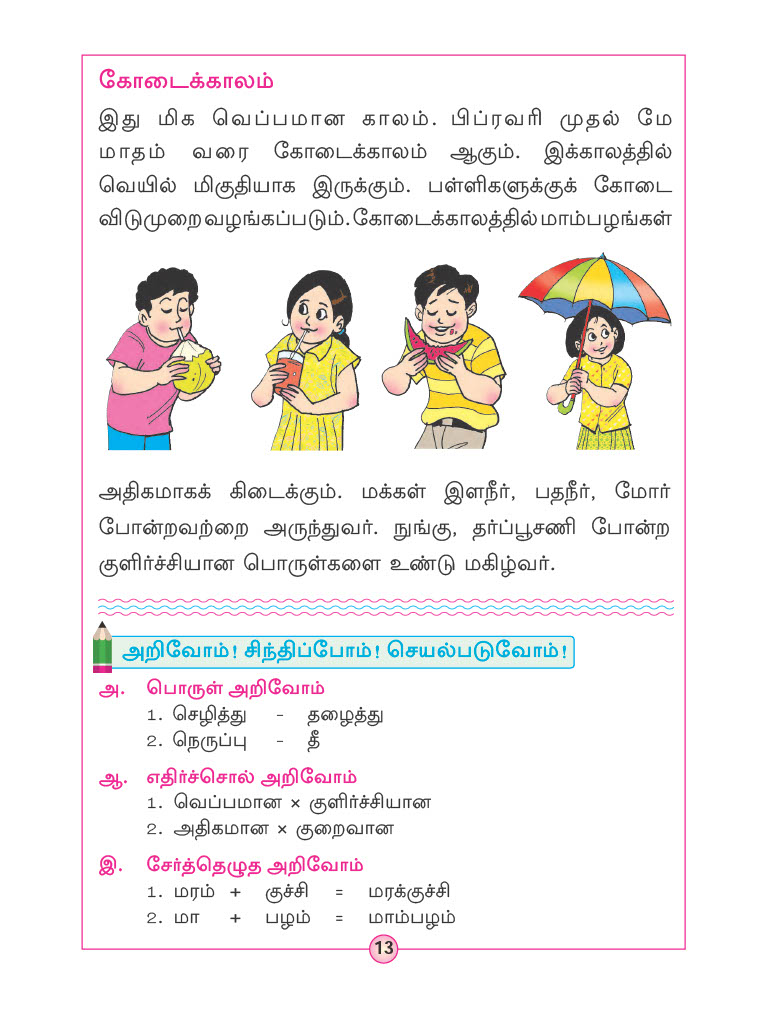 கோடைக்காலம்
இது மிக வெப்பமான காலம். பிப்ரவரி முதல் மே
மாதம் வரை கோடைக்காலம் ஆகும். இக்காலத்தில்
வெயில் மிகுதியாக இருக்கும். பள்ளிகளுக்குக் கோடை
விடுமுறை வழங்கப்படும். கோடைக்காலத்தில் மாம்பழங்கள்
அதிகமாகக் கிடைக்கும். மக்கள் இளநீர், பதநீர், மோர்
போன்றவற்றை அருந்துவர். நுங்கு, தர்ப்பூசணி போன்ற
குளிர்ச்சியான பொருள்களை உண்டு மகிழ்வர்.
அறிவோம்! சிந்திப்போம்! செயல்படுவோம்!
அ. பொருள் அறிவோம்
1. செழித்து - தழைத்து
2. நெருப்பு - தீ
ஆ. எதிர்ச்சொல் அறிவோம்
1. வெப்பமான × குளிர்ச்சியான
2. அதிகமான × குறைவான
இ. சேர்த்தெழுத அறிவோம்
1. மரம் + குச்சி = மரக்குச்சி
2. மா + பழம் = மாம்பழம்
13